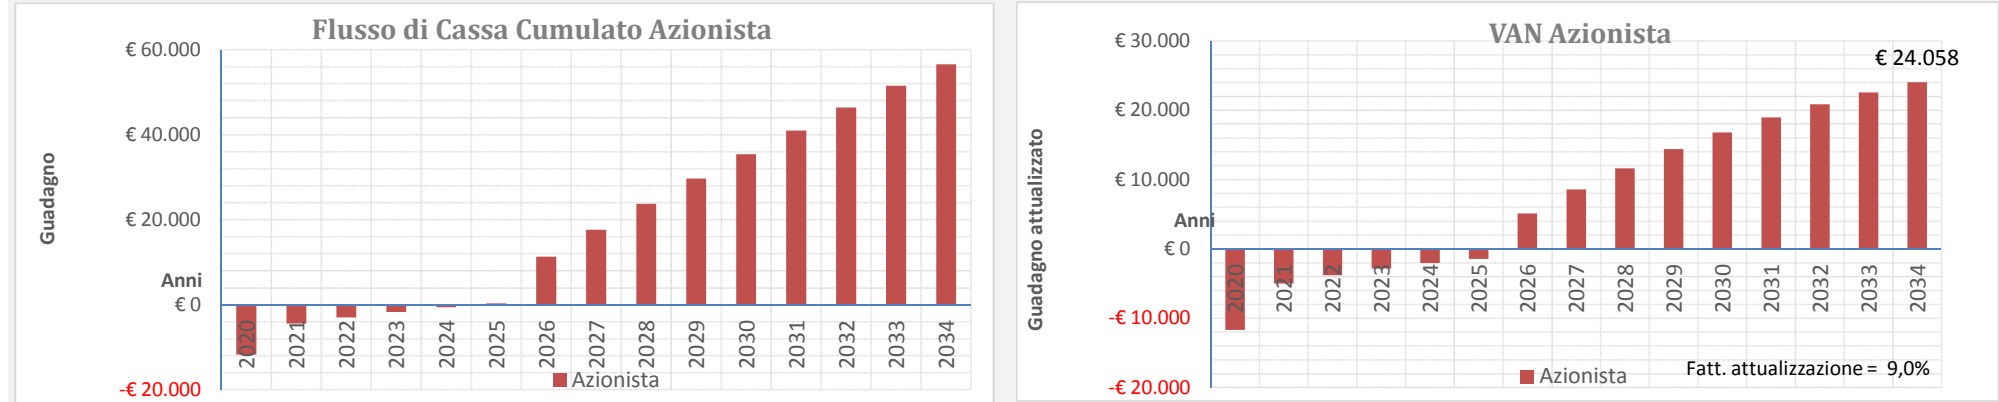 Flusso di Cassa Cumulato Azionista
€ 60.000
€ 40.000
€ 20.000
Anni
€ 0
-€ 20.000
Guadagno
2020 2021 2022 2023 2024 2025 2026 2027 2028 2029 2030 2031 2032 2033 2034
Azionista
VAN Azionista
€ 30.000
€ 24.058
€ 20.000
€ 10.000
Anni
€ 0
-€ 10.000
-€ 20.000
Guadagno attualizzato
2020 2021 2022 2023 2024 2025 2026 2027 2028 2029 2030 2031 2032 2033 2034
Azionista
Fatt. attualizzazione = 9,0%